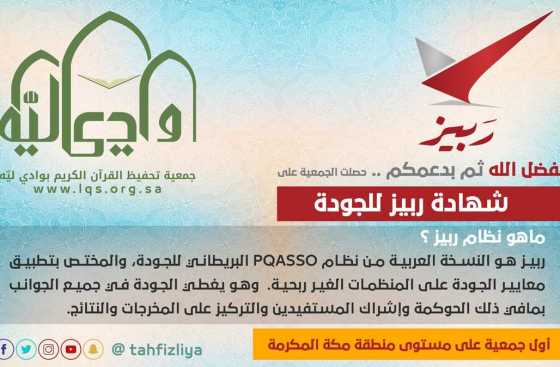 وادي ليّه
جمعية تحفيظ القرآن الكريم بوادي ليّه
www.lqs.org.sa
رَبيز
بفضل الله ثم بدعمكم .. حصلت الجمعية على
شهادة ربيز للجودة
ماهو نظام ربيز ؟
ربيز هو النسخة العربية من نظام PQASSO البريطاني للجودة، والمختص بتطبيق
معايير الجودة على المنظمات الغير ربحية. وهو يغطي الجودة في جميع الجوانب
بمافي ذلك الحوكمة وإشراك المستفيدين والتركيز على المخرجات والنتائج.
أول جمعية على مستوى منطقة مكة المكرمة
@ tahfizliya